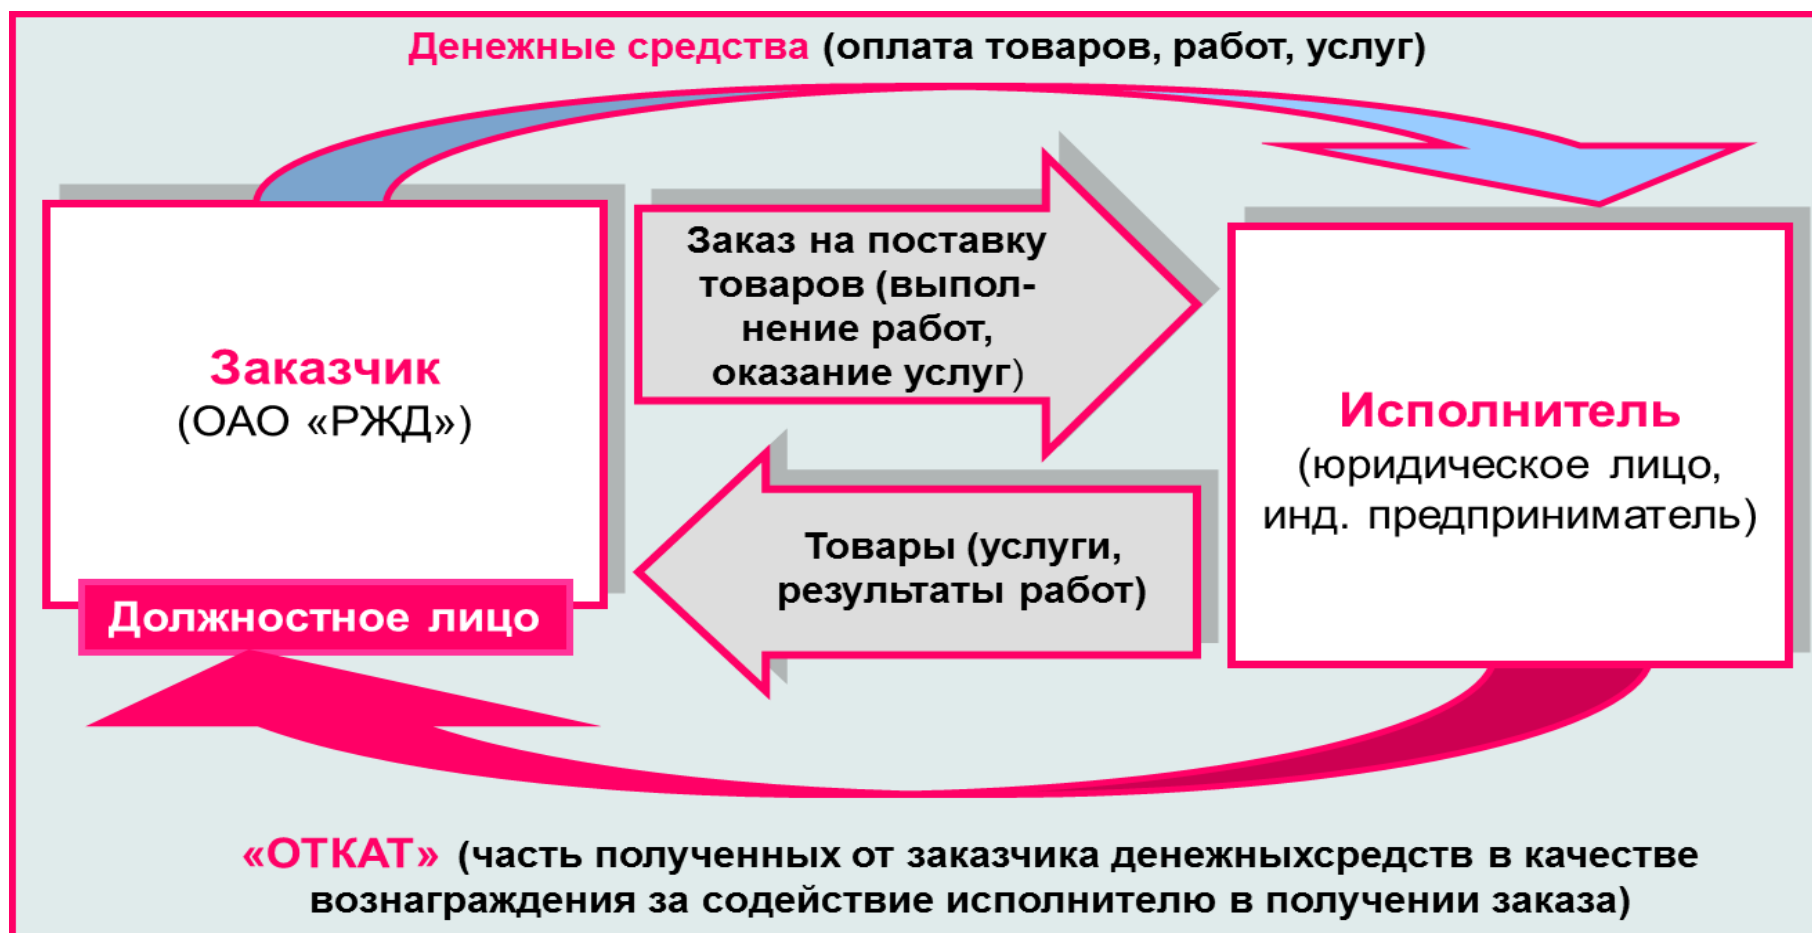 Денежные средства (оплата товаров, работ, услуг)
Заказчик
(ОАО «РЖД»)
Должностное лицо
Заказ на поставку
товаров (выпол-
нение работ,
оказание услуг)
Товары (услуги,
результаты работ)
Исполнитель
(юридическое лицо,
инд. предприниматель)
«ОТКАТ» (часть полученных от заказчика денежныхсредств в качестве
вознаграждения за содействие исполнителю в получении заказа)